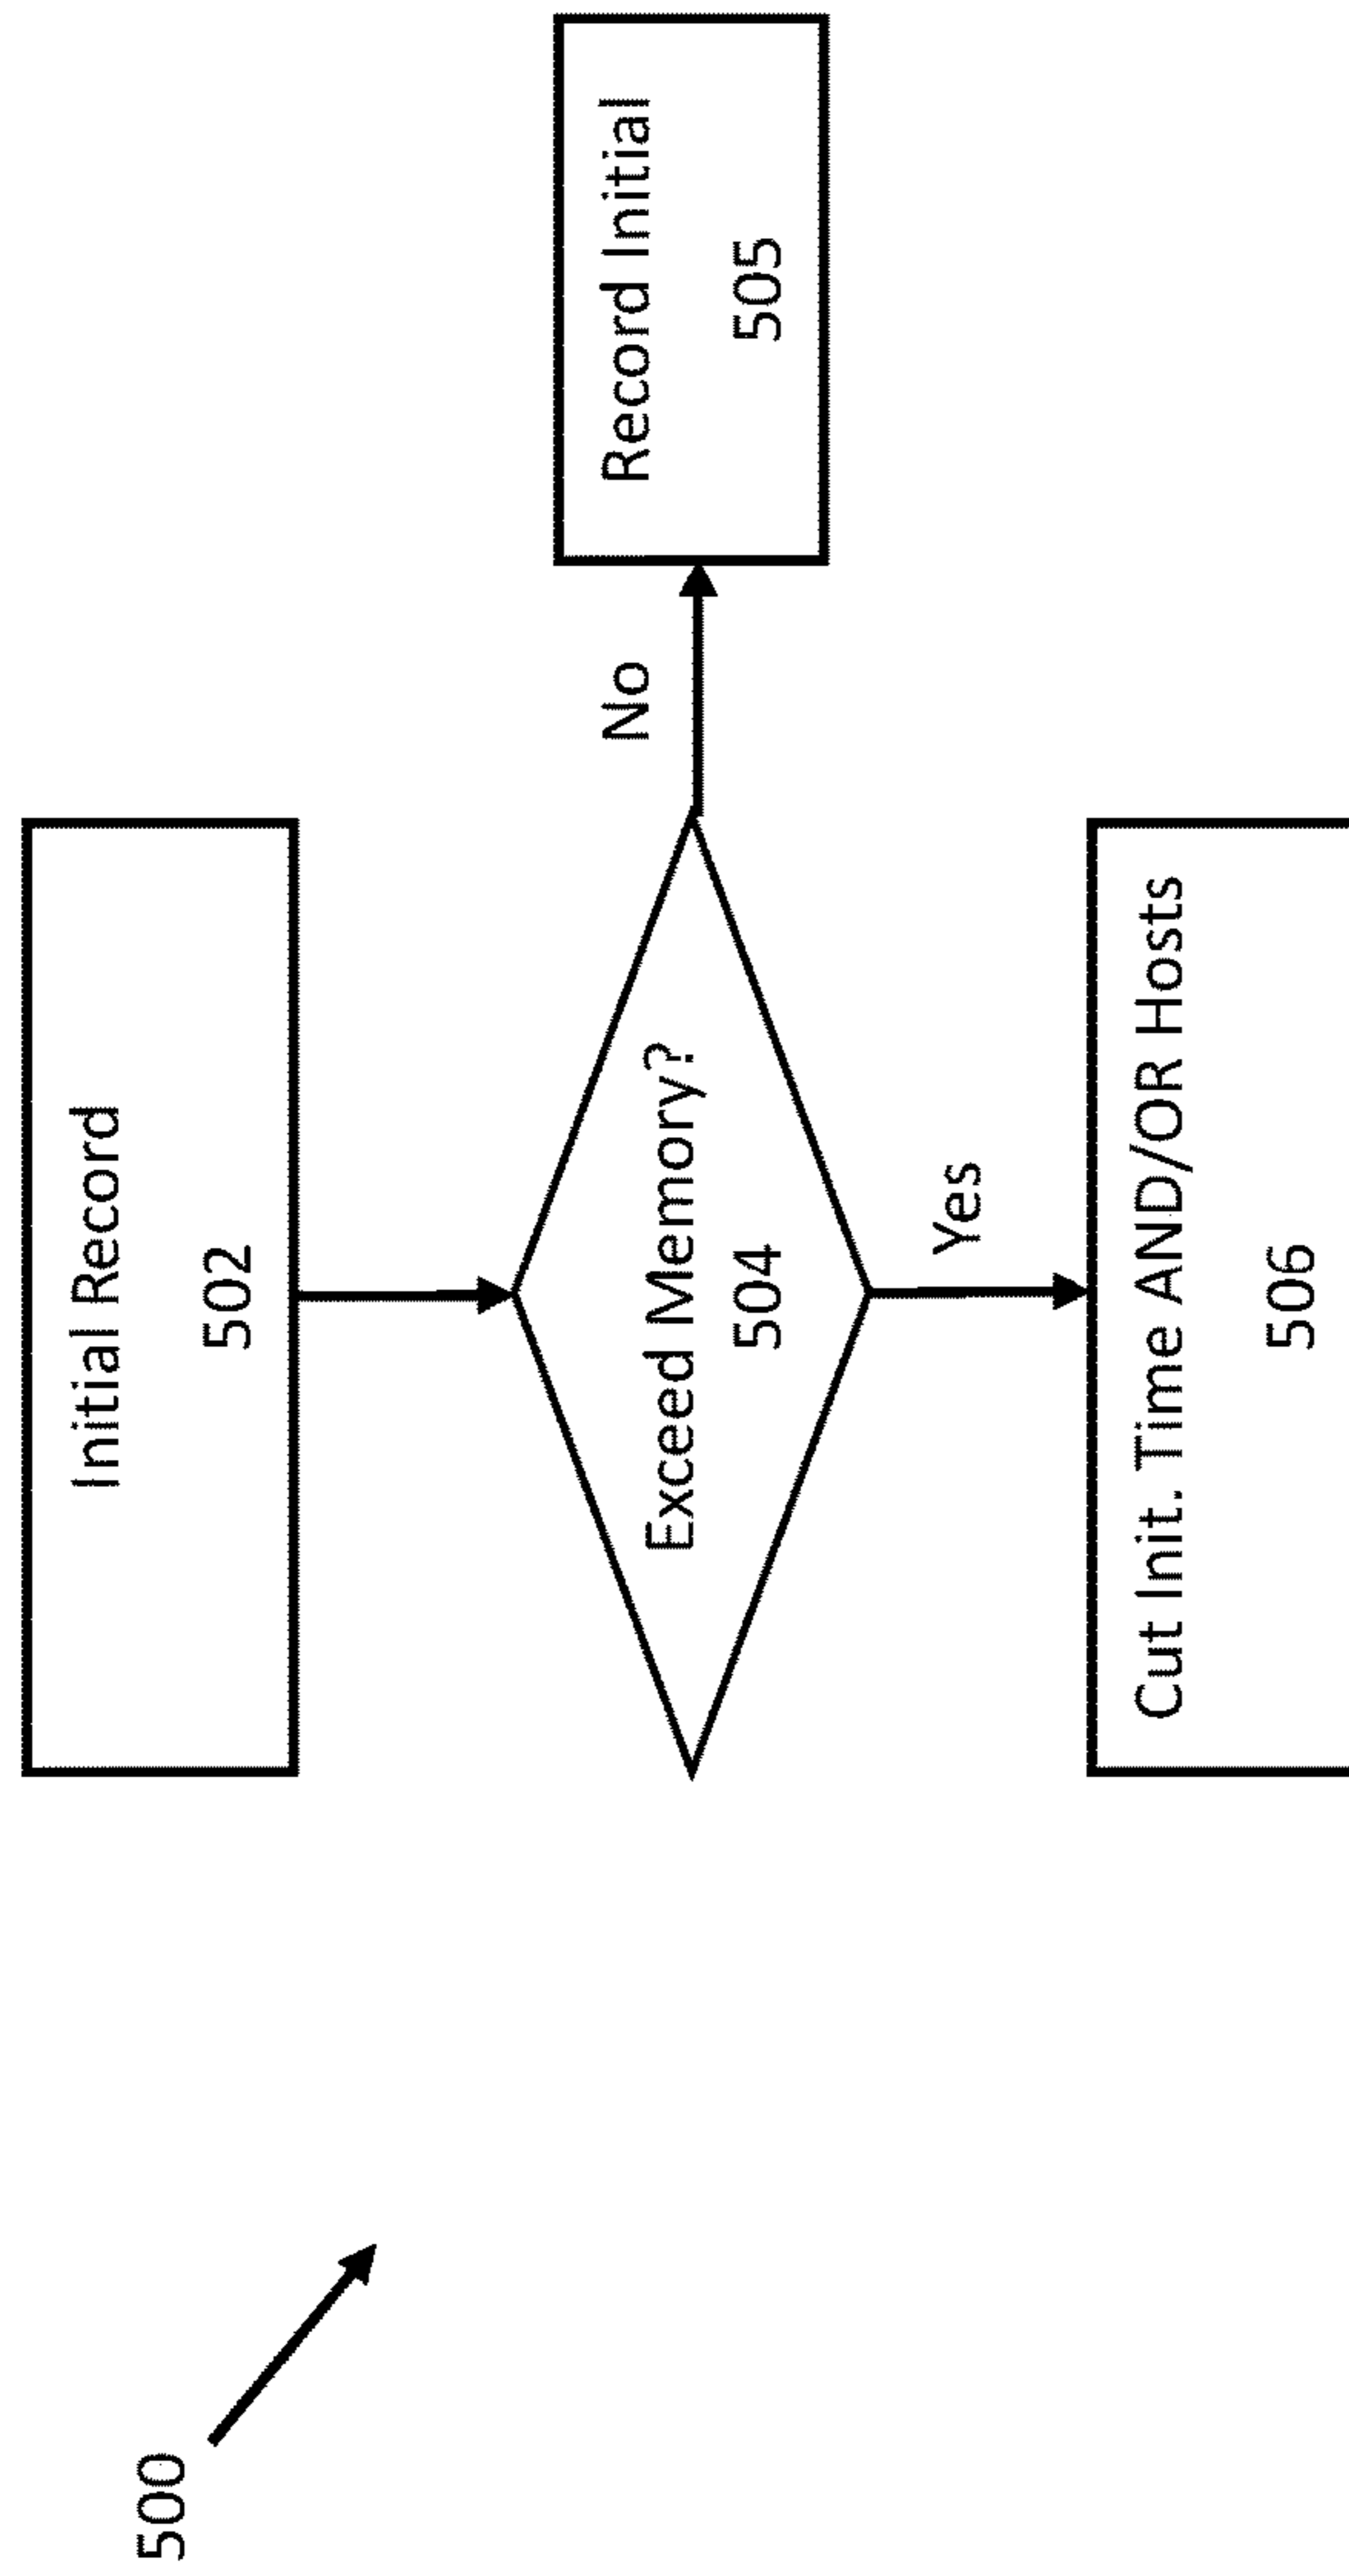 500
Initial Record
502
Exceed Memory?
504
No
Record Initial
505
Yes
Cut Init. Time AND/OR Hosts
506